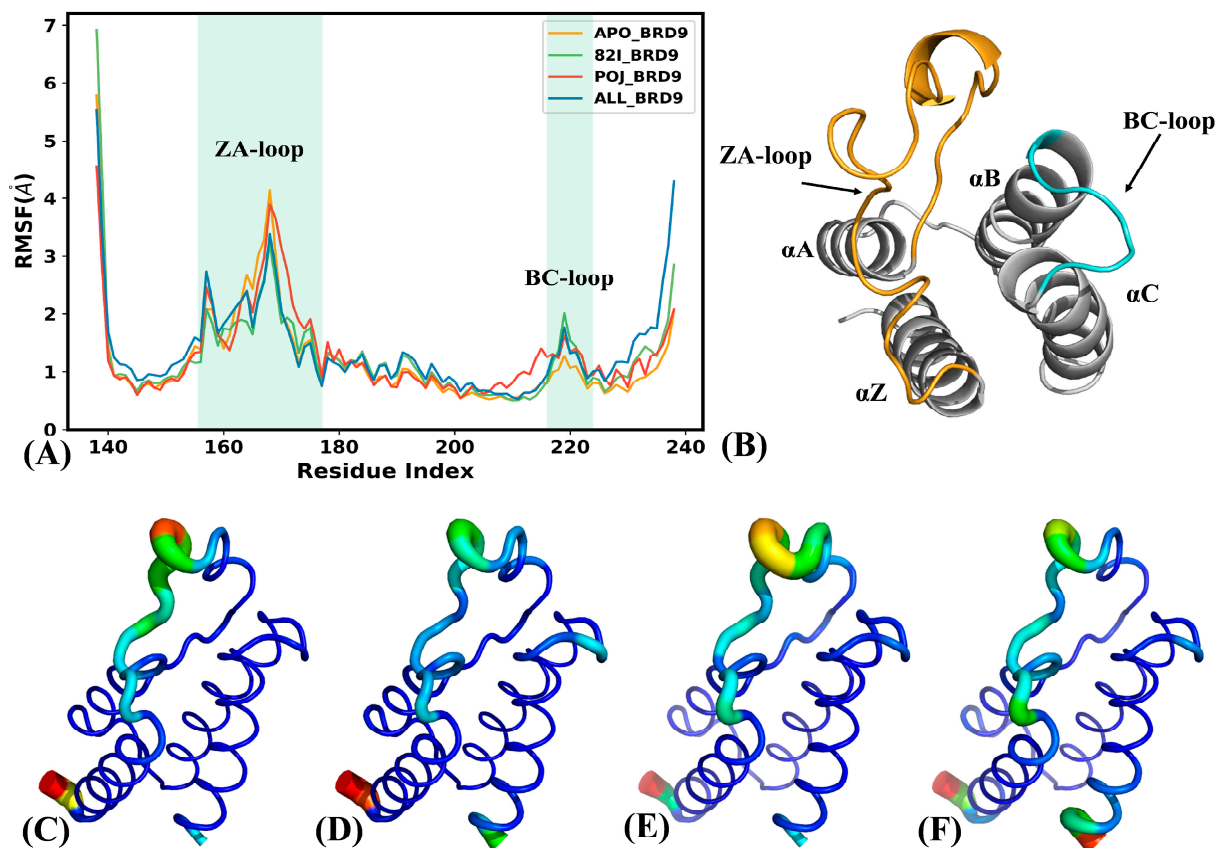 7
6
5
4
3
2
1
0
RMSF(Å)
140
160
180
200
220
240
Residue Index
ZA-loop
BC-loop
APO_BRD9
82I_BRD9
POJ_BRD9
ALL_BRD9
(A)
ZA-loop
BC-loop
αB
αA
αC
αZ
(B)
(C)
(D)
(E)
(F)